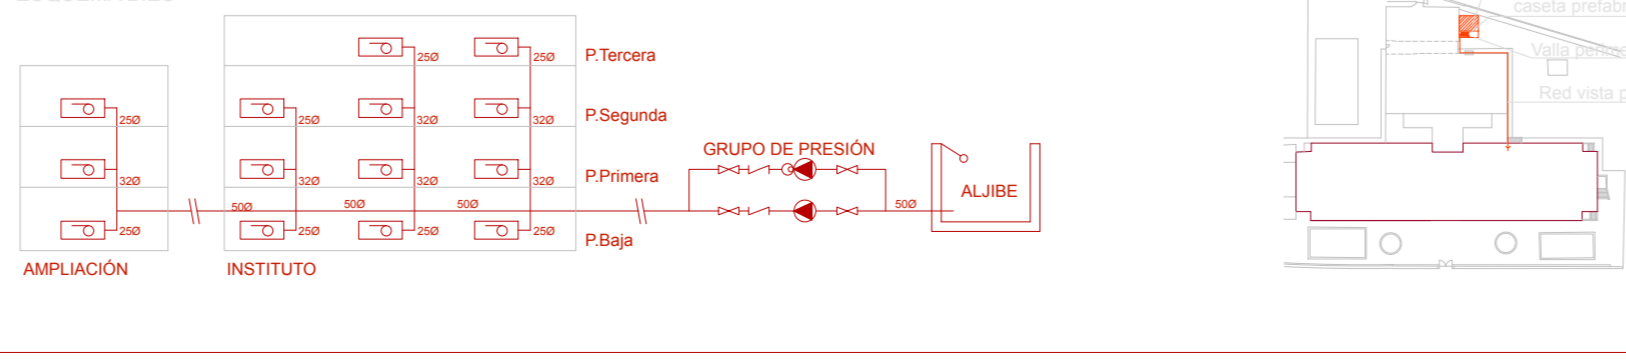 25Ø 25Ø P.Tercera
25Ø 25Ø 32Ø 32Ø P.Segunda
32Ø 32Ø 32Ø 32Ø P.Primera
GRUPO DE PRESIÓN
50Ø 50Ø 50Ø 50Ø
ALJIBE
25Ø 25Ø 25Ø 25Ø P.Baja
AMPLIACIÓN INSTITUTO
caseta
Valla
Red vista